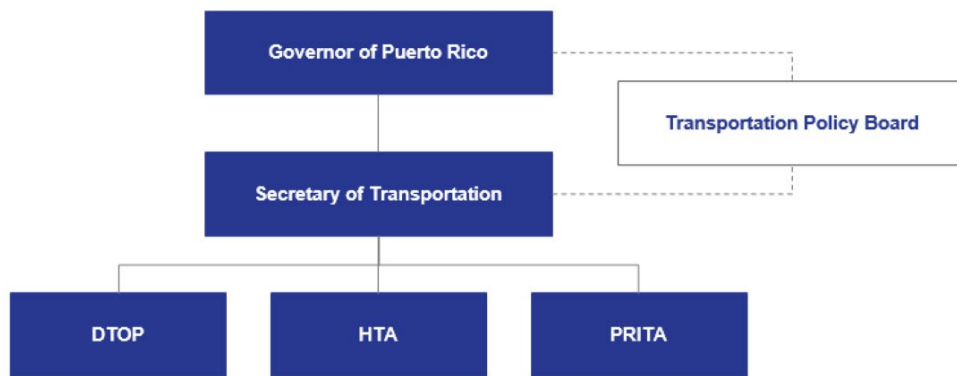 Governor of Puerto Rico
Transportation Policy Board
Secretary of Transportation
DTOP
HTA
PRITA